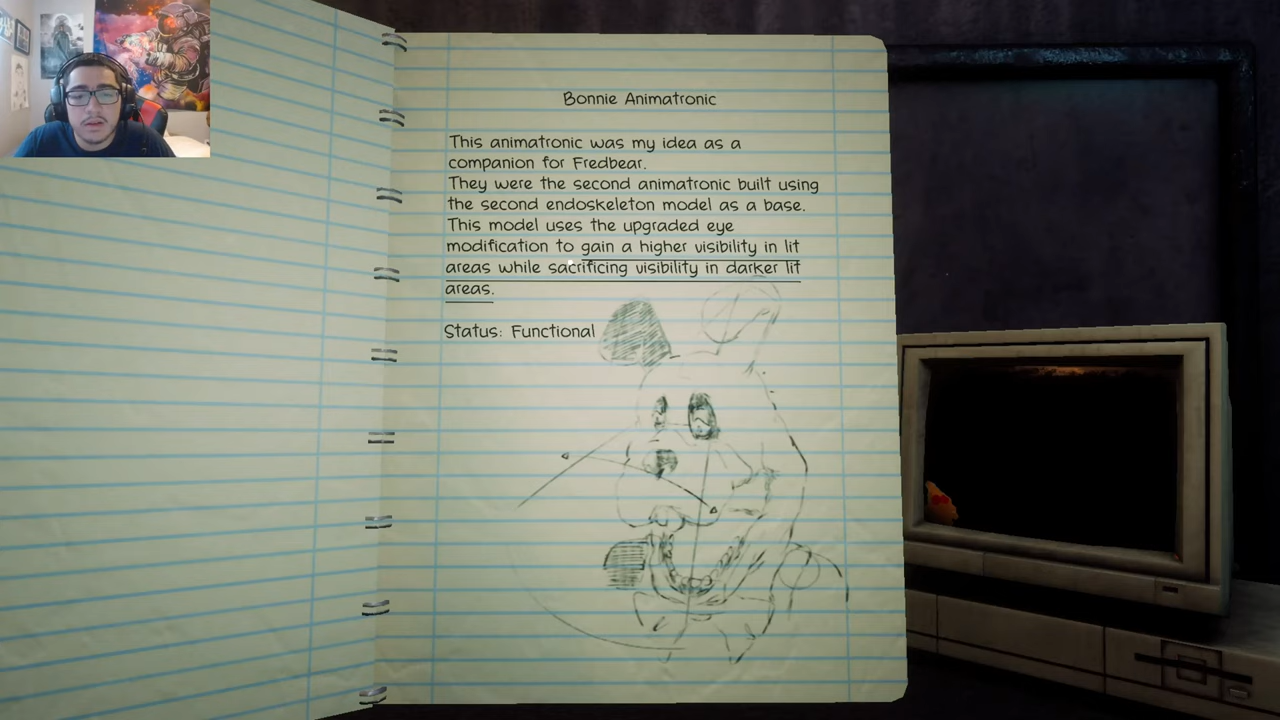 Bonnie Animatronic
This animatronic was my idea as a
companion for Fredbear.
They were the second animatronic built using
the second endoskeleton model as a base.
This model uses the upgraded eye
modification to gain a higher visibility in lit
areas while sacrificing visibility in darker lit
areas.
Status: Functional